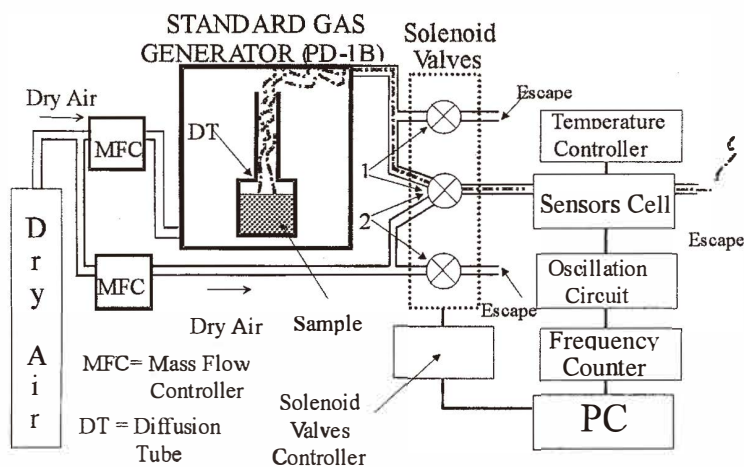 STANDARD GAS
GENERATOR (PD-1B)
Solenoid
Valves
Dry Air
MFC
DT
Escape
Temperature
Controller
1
Sensors Cell
2
Escape
Dry Air
MFC
Dry Air
Sample
Escape
Oscillation
Circuit
Frequency
Counter
MFC= Mass Flow
Controller
DT = Diffusion
Tube
Solenoid
Valves
Controller
PC